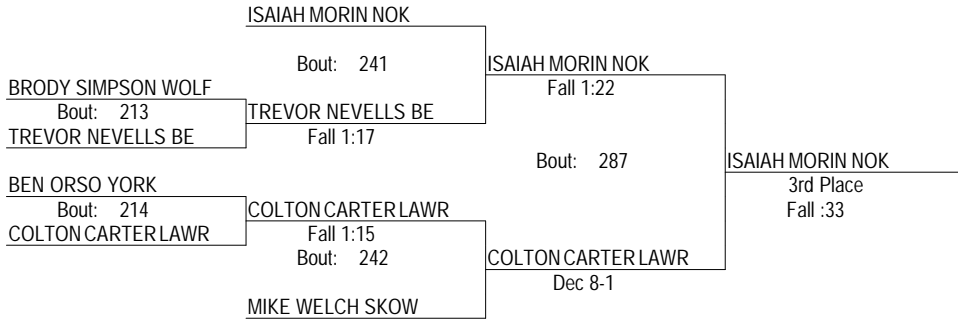 ISAIAH MORIN NOK
Bout: 241
ISAIAH MORIN NOK
Fall 1:22
BRODY SIMPSON WOLF
Bout: 213
TREVOR NEVELLS BE
TREVOR NEVELLS BE
Fall 1:17
Bout: 287
ISAIAH MORIN NOK
3rd Place
Fall :33
BEN ORSO YORK
Bout: 214
COLTON CARTER LAWR
COLTON CARTER LAWR
Fall 1:15
Bout: 242
COLTON CARTER LAWR
Dec 8-1
MIKE WELCH SKOW